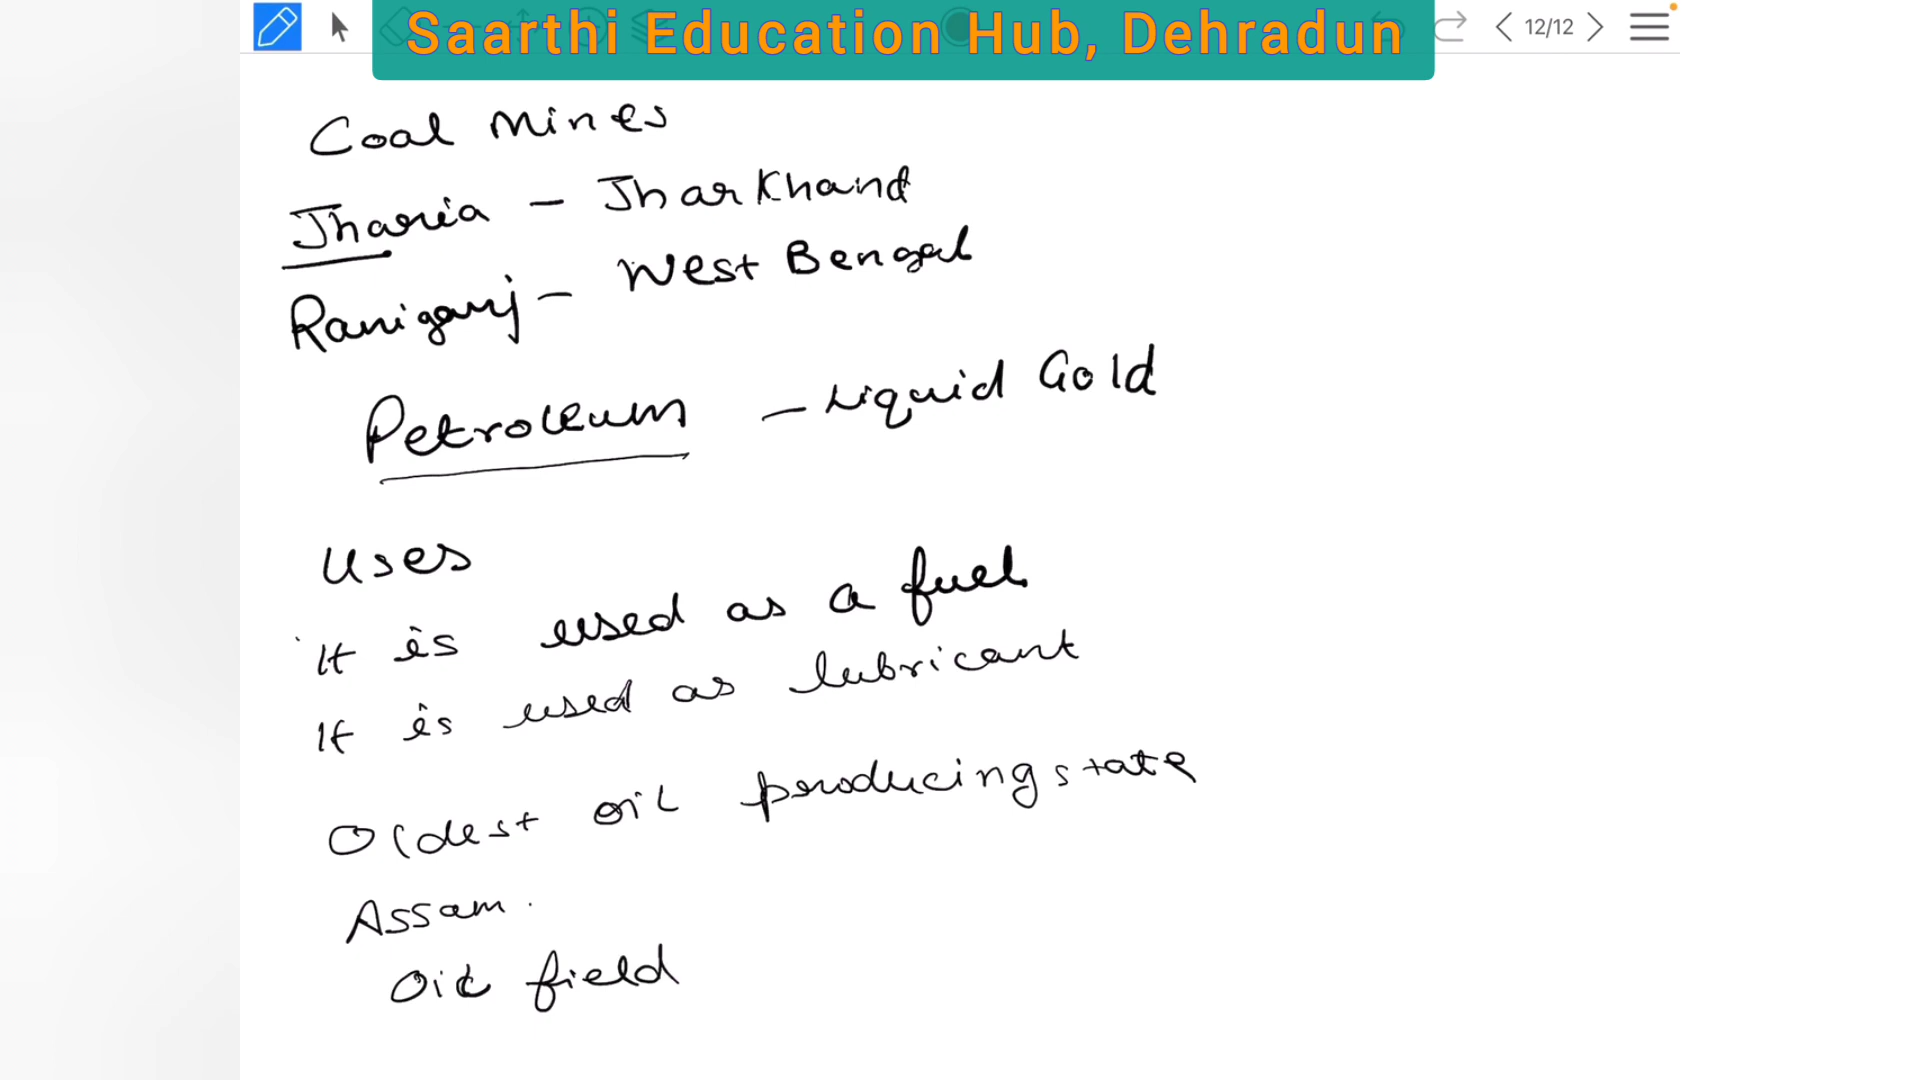 Saarthi Education Hub, Dehradun
12/12
Coal Mines
Jharia - Jharkhand
Raniganj - West Bengal
Petroleum - Liquid Gold
Uses
It is used as a fuel
It is used as lubricant
Oldest oil producing state
Assam.
Oil field